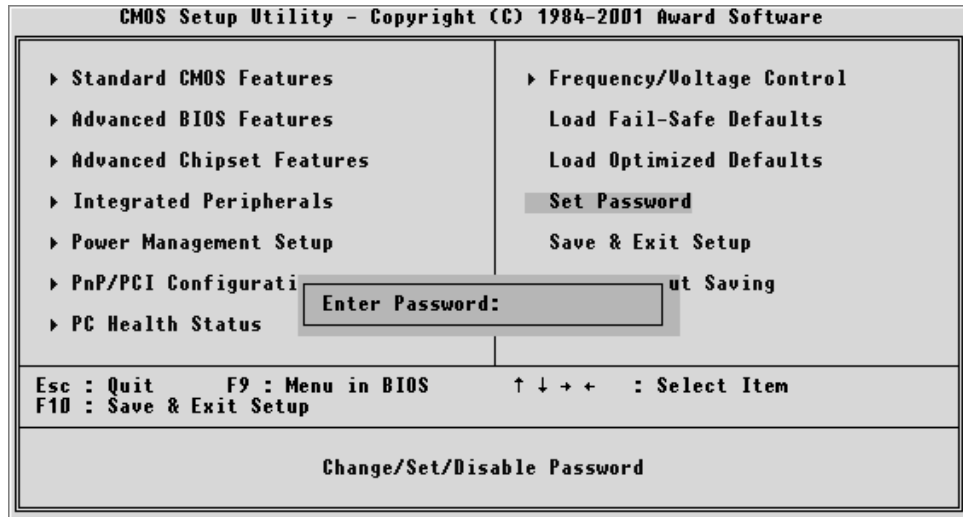 CMOS Setup Utility - Copyright (C) 1984-2001 Award Software
▸ Standard CMOS Features
▸ Advanced BIOS Features
▸ Advanced Chipset Features
▸ Integrated Peripherals
▸ Power Management Setup
▸ PnP/PCI Configurati
▸ PC Health Status
▸ Frequency/Voltage Control
Load Fail-Safe Defaults
Load Optimized Defaults
Set Password
Save & Exit Setup
ut Saving
Enter Password:
Esc : Quit F9 : Menu in BIOS ↑ ↓ → ← : Select Item
F10 : Save & Exit Setup
Change/Set/Disable Password